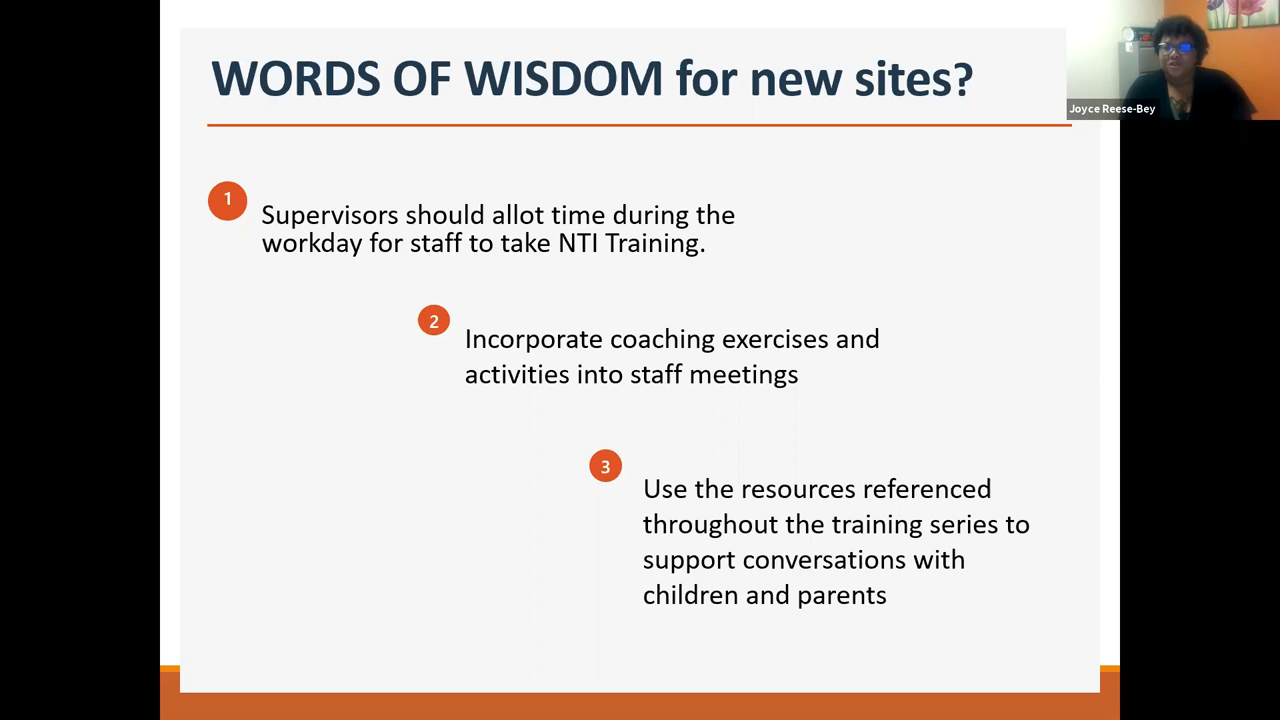 WORDS OF WISDOM for new sites?
Joyce Reese-Bey
1
Supervisors should allot time during the
workday for staff to take NTI Training.
2
Incorporate coaching exercises and
activities into staff meetings
3
Use the resources referenced
throughout the training series to
support conversations with
children and parents